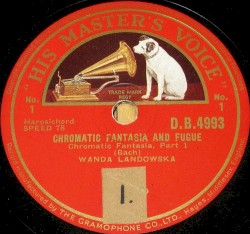 "HIS MASTER'S VOICE"
TRADE MARK
No. 1
No. 1
Harpsichord
SPEED 78
D.B.4993
CHROMATIC FANTASIA AND FUGUE
Chromatic Fantasia, Part 1
(Bach)
WANDA LANDOWSKA
1.
THE GRAMOPHONE CO. LTD. Hayes,